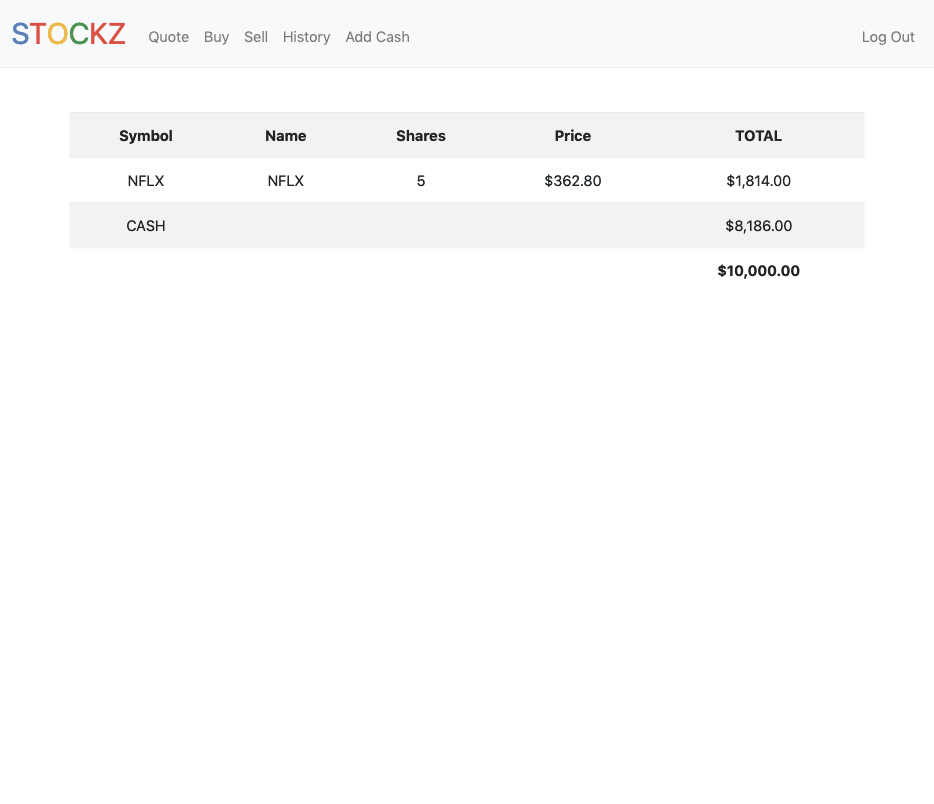 STOCKZ Quote Buy Sell History Add Cash Log Out
Symbol Name Shares Price TOTAL
NFLX NFLX 5 $362.80 $1,814.00
CASH $8,186.00
$10,000.00